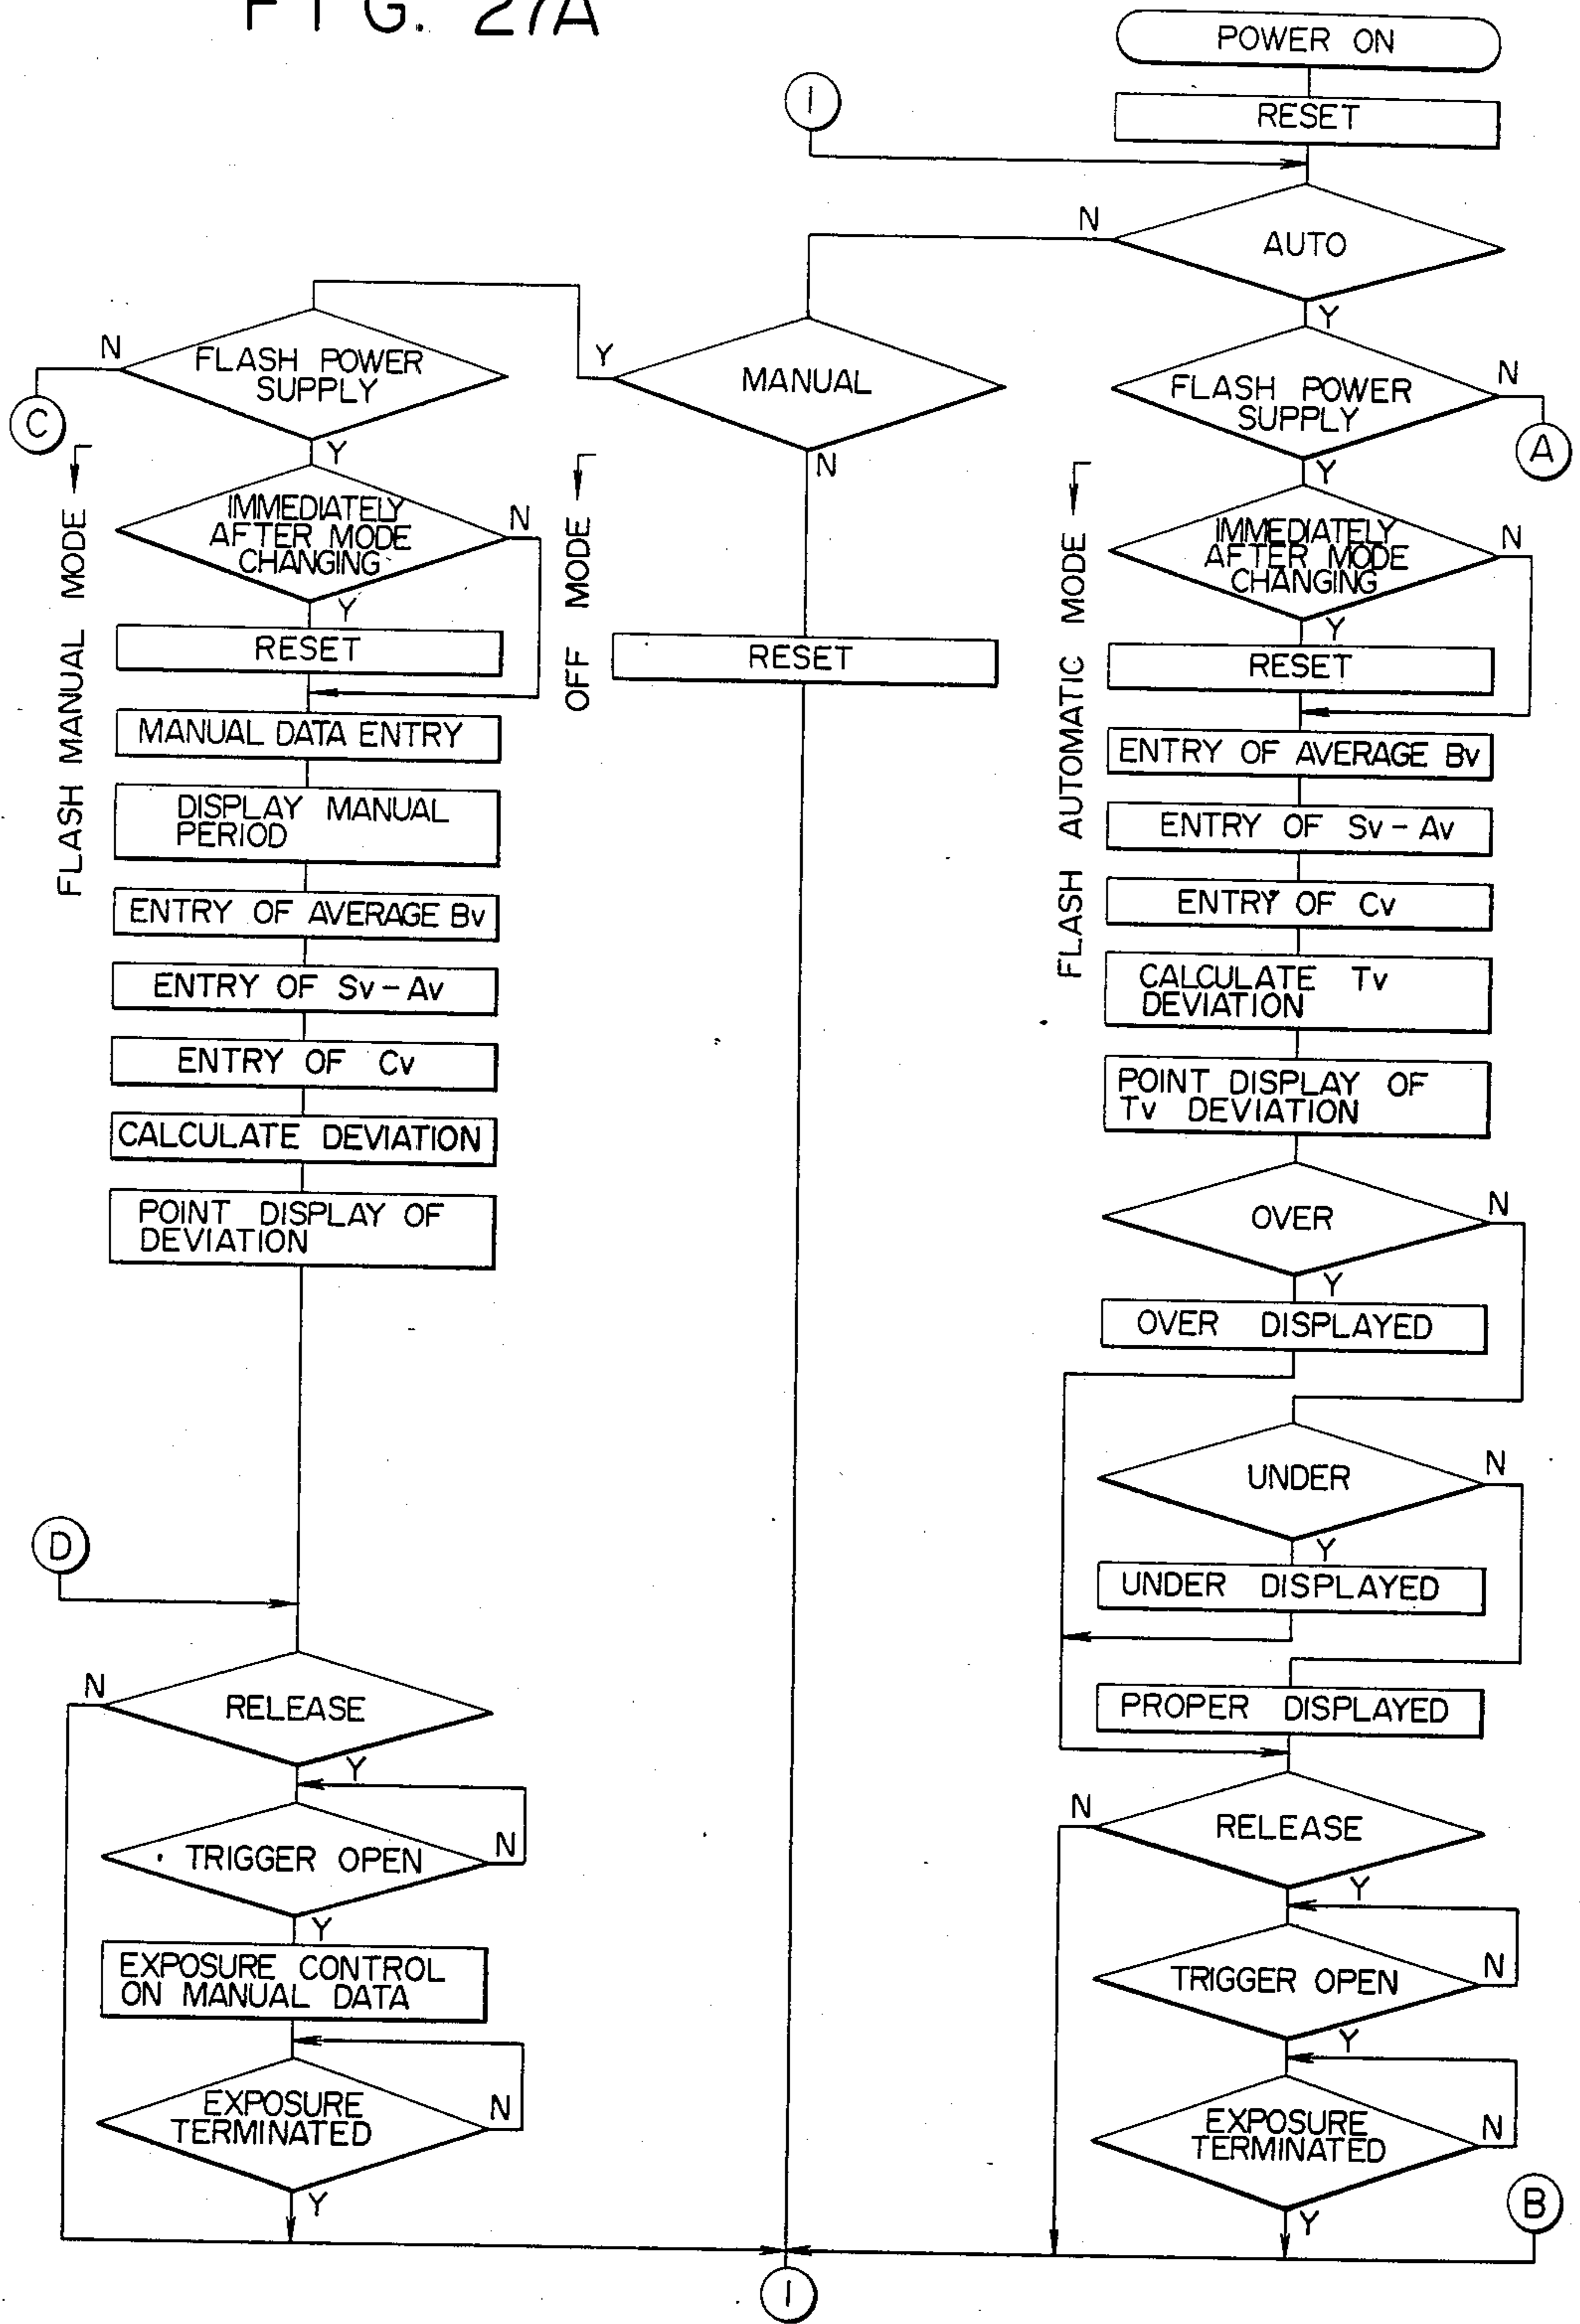 FIG. 27A
POWER ON
RESET
1
AUTO
N
Y
FLASH POWER
SUPPLY
N
A
Y
MANUAL
Y
N
FLASH POWER
SUPPLY
N
C
Y
FLASH MANUAL MODE
IMMEDIATELY
AFTER MODE
CHANGING
N
Y
RESET
MANUAL DATA ENTRY
DISPLAY MANUAL
PERIOD
ENTRY OF AVERAGE Bv
ENTRY OF Sv-Av
ENTRY OF Cv
CALCULATE DEVIATION
POINT DISPLAY OF
DEVIATION
D
RELEASE
N
Y
TRIGGER OPEN
N
Y
EXPOSURE CONTROL
ON MANUAL DATA
EXPOSURE
TERMINATED
N
Y
OFF MODE
RESET
FLASH AUTOMATIC MODE
IMMEDIATELY
AFTER MODE
CHANGING
N
Y
RESET
ENTRY OF AVERAGE Bv
ENTRY OF Sv-Av
ENTRY OF Cv
CALCULATE Tv
DEVIATION
POINT DISPLAY OF
Tv DEVIATION
OVER
N
Y
OVER DISPLAYED
UNDER
N
Y
UNDER DISPLAYED
PROPER DISPLAYED
RELEASE
N
Y
TRIGGER OPEN
N
Y
EXPOSURE
TERMINATED
N
Y
B
1